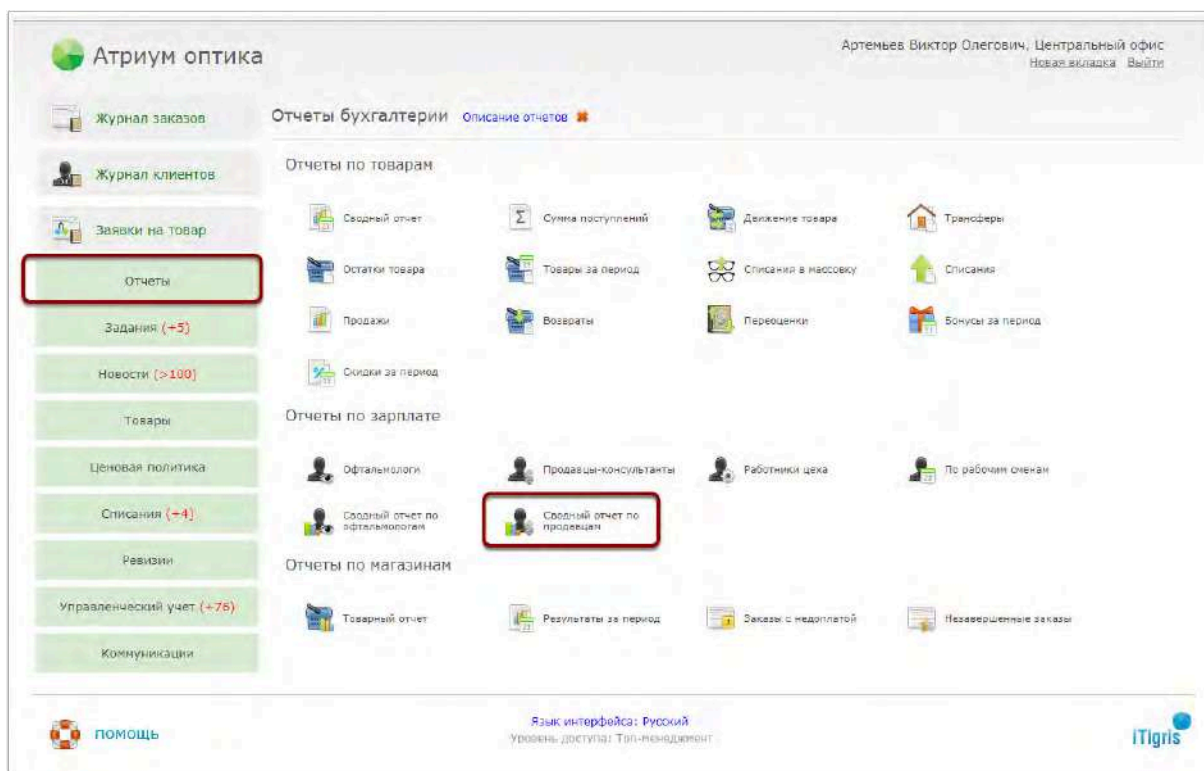 Атриум оптика
Артемьев Виктор Олегович, Центральный офис
Новая вкладка Выйти
Журнал заказов
Журнал клиентов
Заявки на товар
Отчеты
Задания (+5)
Новости (>100)
Товары
Ценовая политика
Списания (+4)
Ревизии
Управленческий учет (+76)
Коммуникации
Отчеты бухгалтерии Описание отчетов
Отчеты по товарам
Сводный отчет
Сумма поступлений
Движение товара
Трансферы
Остатки товара
Товары за период
Списания в массовку
Списания
Продажи
Возвраты
Переоценки
Бонусы за период
Скидки за период
Отчеты по зарплате
Офтальмологи
Продавцы-консультанты
Работники цеха
По рабочим сменам
Сводный отчет по
офтальмологам
Сводный отчет по
продавцам
Отчеты по магазинам
Товарный отчет
Результаты за период
Заказы с недоплатой
Незавершенные заказы
ПОМОЩЬ
Язык интерфейса: Русский
Уровень доступа: Топ-менеджмент
iTigris